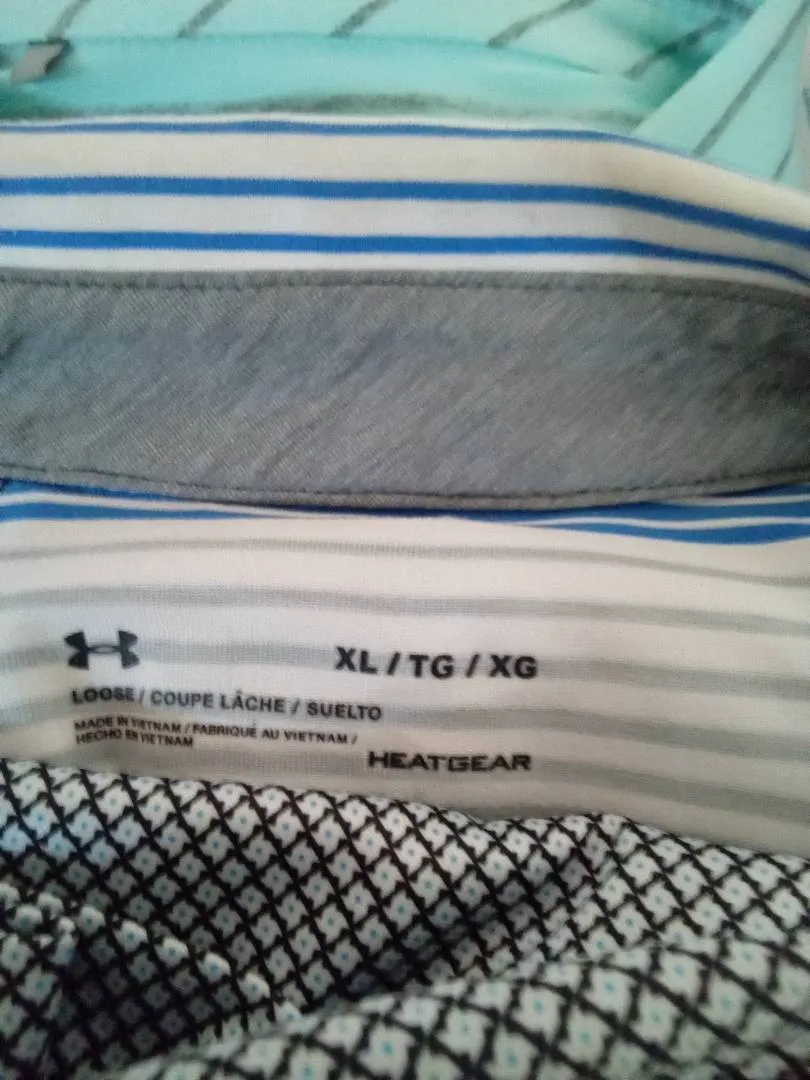 XL / TG / XG
LOOSE / COUPE LÂCHE / SUELTO
MADE IN VIETNAM / FABRIQUÉ AU VIETNAM /
HECHO EN VIETNAM
HEATGEAR